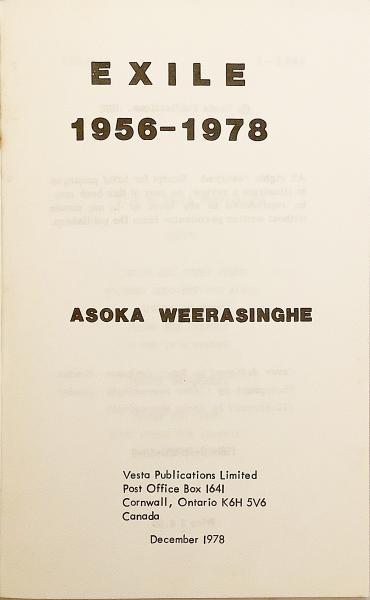 EXILE
1956-1978
ASOKA WEERASINGHE
Vesta Publications Limited
Post Office Box 1641
Cornwall, Ontario K6H 5V6
Canada
December 1978